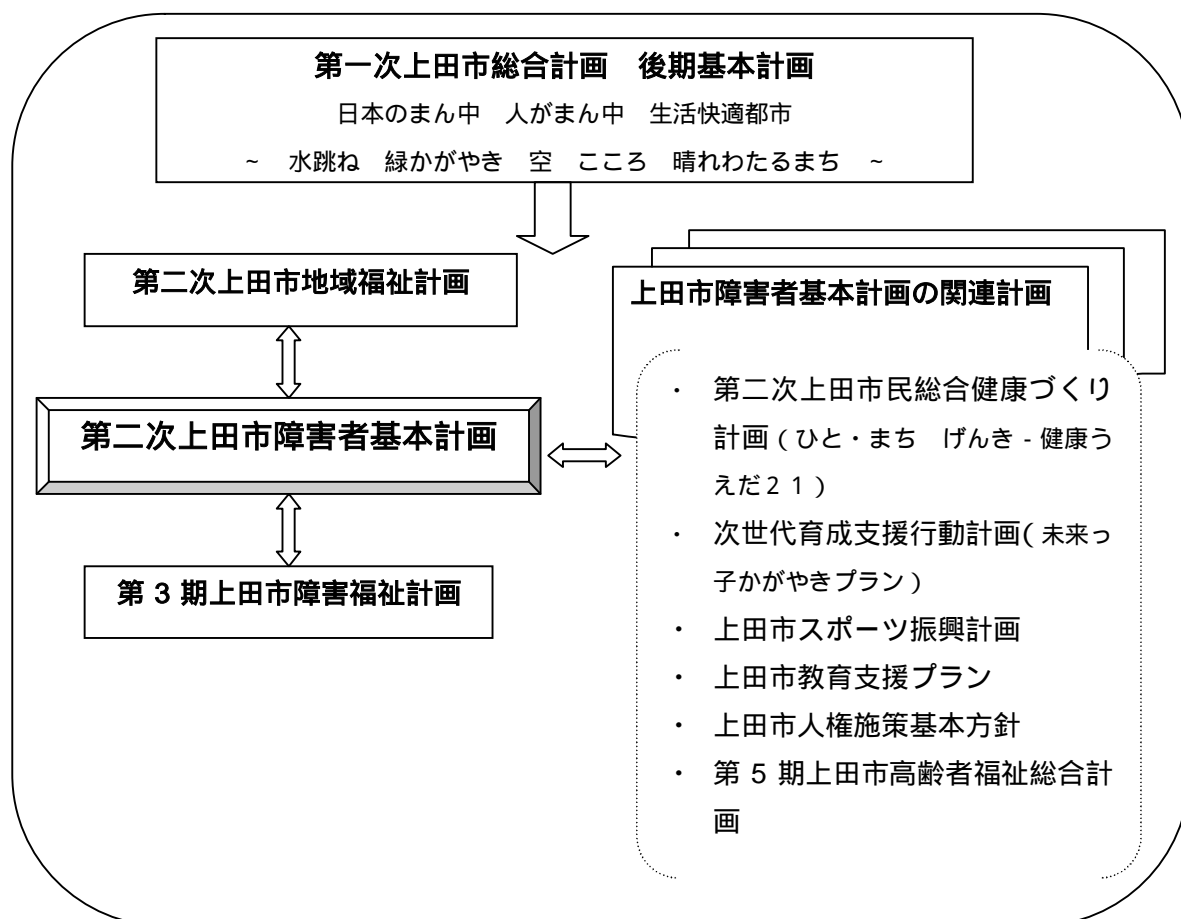 第一次上田市総合計画　後期基本計画
日本のまん中　人がまん中　生活快適都市
~　水跳ね　緑かがやき　空　こころ　晴れわたるまち　~
第二次上田市地域福祉計画
第二次上田市障害者基本計画
第3期上田市障害福祉計画
上田市障害者基本計画の関連計画
・ 第二次上田市民総合健康づくり
計画(ひと・まち　げんき-健康う
えだ21)
・ 次世代育成支援行動計画(未来っ
子かがやきプラン)
・ 上田市スポーツ振興計画
・ 上田市教育支援プラン
・ 上田市人権施策基本方針
・ 第5期上田市高齢者福祉総合計
画